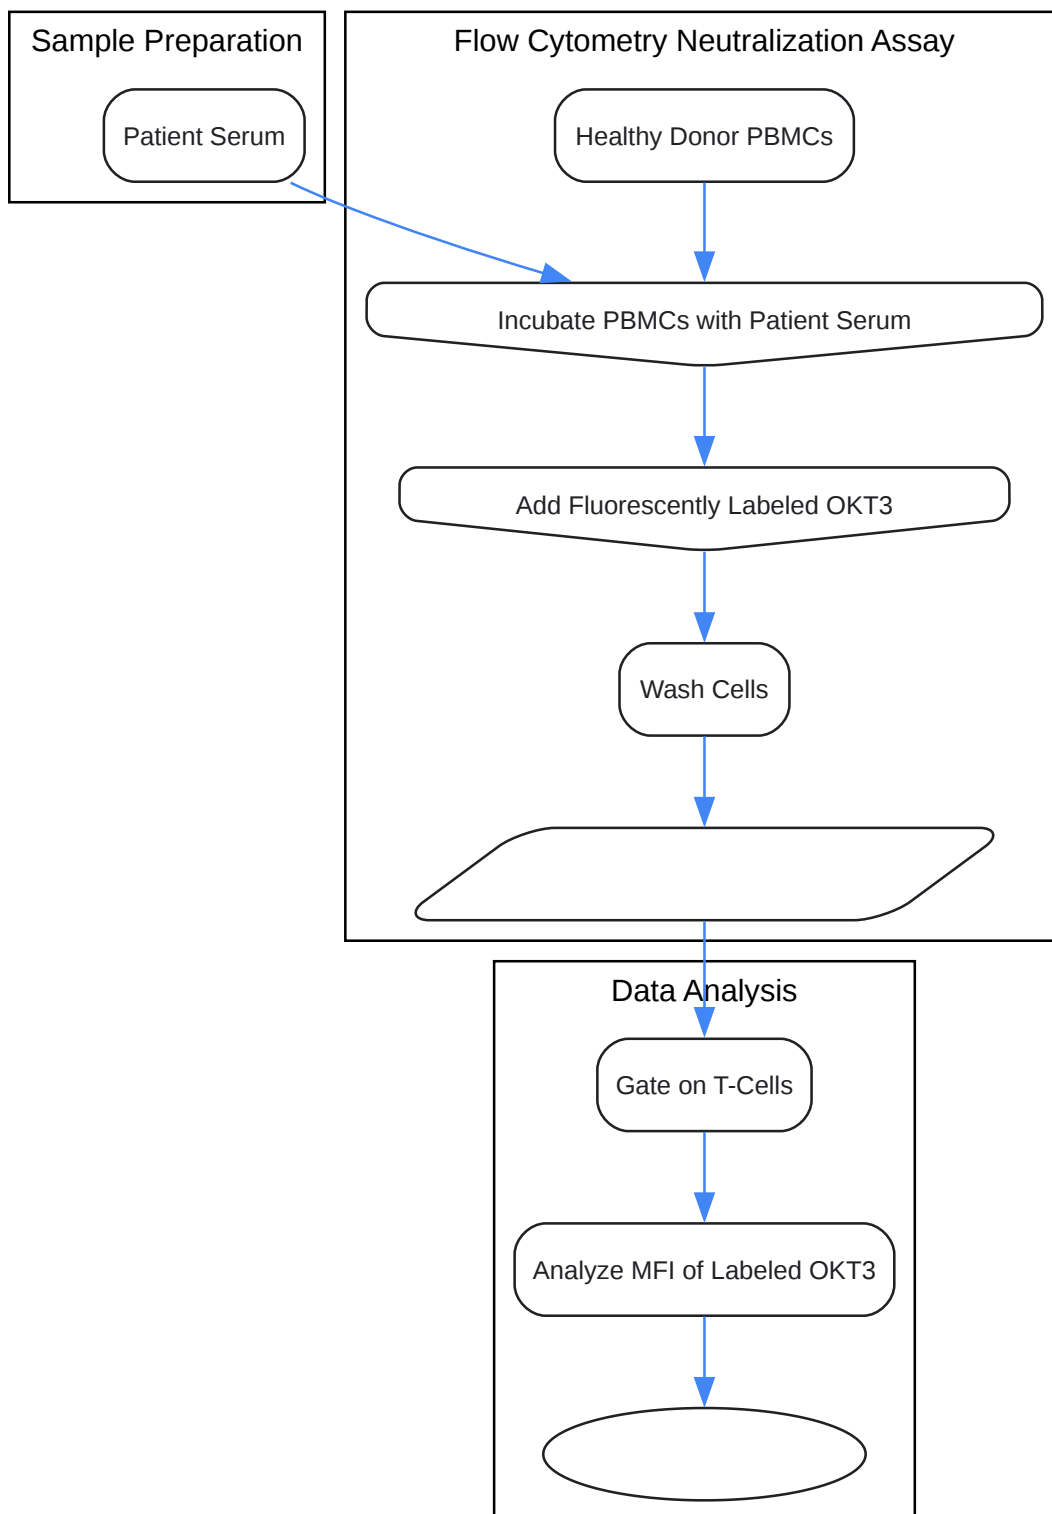 Sample Preparation
Patient Serum
Flow Cytometry Neutralization Assay
Healthy Donor PBMCs
Incubate PBMCs with Patient Serum
Add Fluorescently Labeled OKT3
Wash Cells
Data Analysis
Gate on T-Cells
Analyze MFI of Labeled OKT3